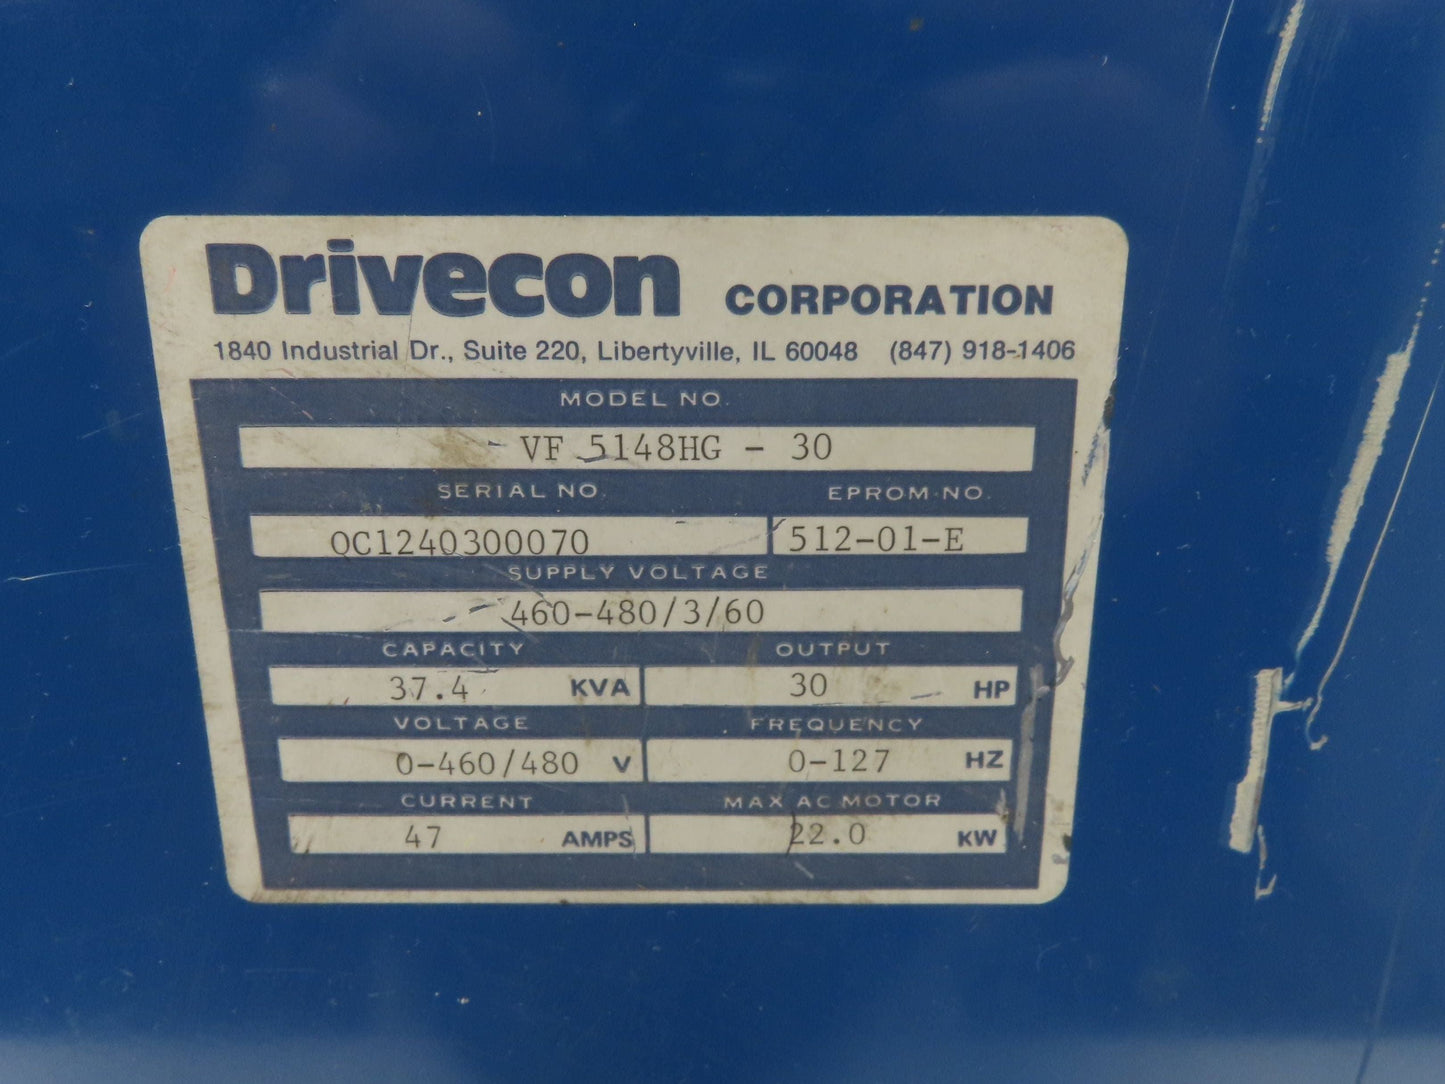 Drivecon CORPORATION
1840 Industrial Dr., Suite 220, Libertyville, IL 60048 (847) 918-1406
MODEL NO.
VF 5148HG - 30
SERIAL NO. EPROM NO.
QC1240300070 512-01-E
SUPPLY VOLTAGE
460-480/3/60
CAPACITY OUTPUT
37.4 KVA 30 HP
VOLTAGE FREQUENCY
0-460/480 V 0-127 HZ
CURRENT MAX AC MOTOR
47 AMPS 22.0 KW